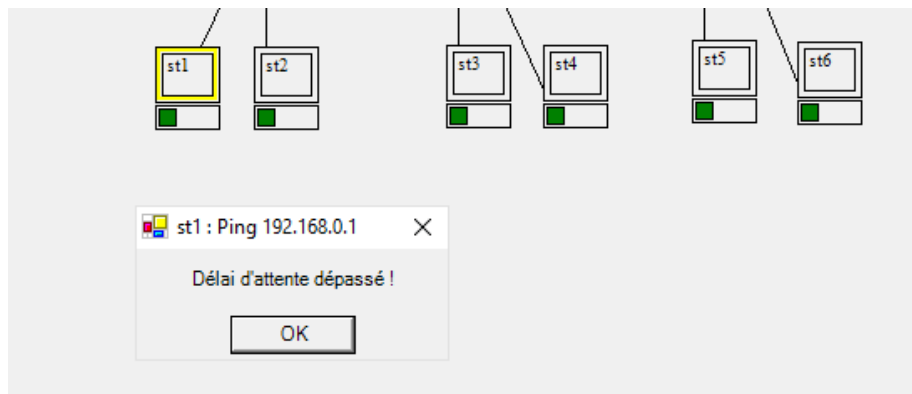 st1
st2
st3
st4
st5
st6
st1 : Ping 192.168.0.1
Délai d'attente dépassé !
OK